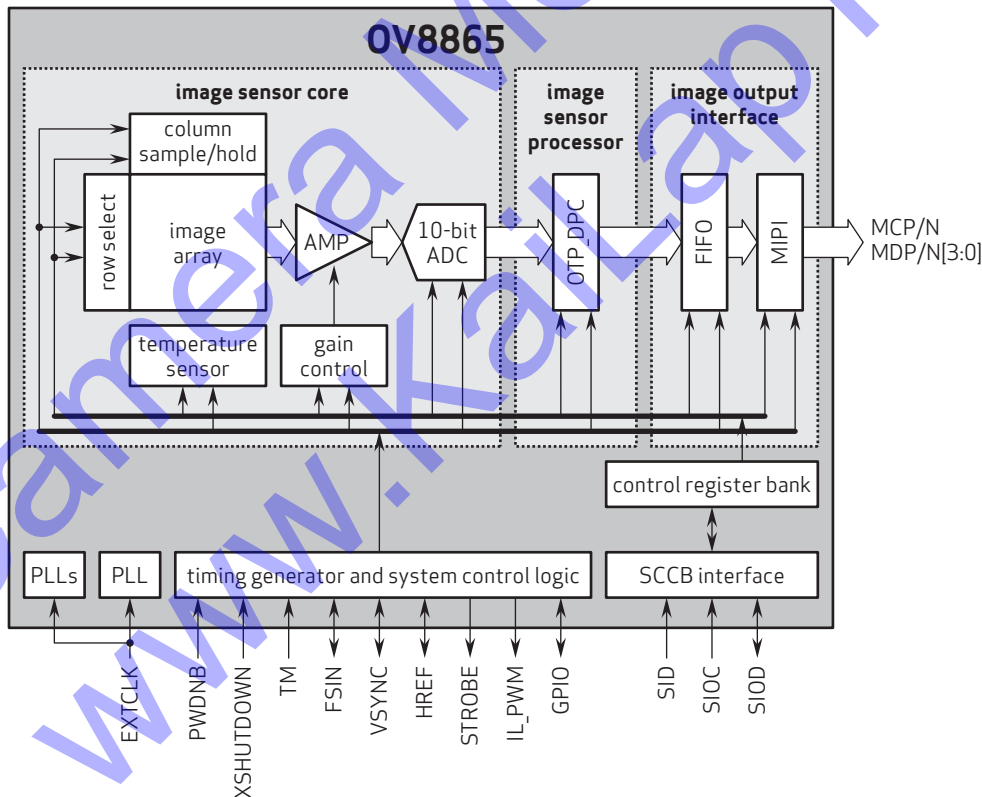 OV8865
image sensor core
image
sensor
processor
image output
interface
column
sample/hold
row select
image
array
AMP
10-bit
ADC
OTP_DPC
FIFO
MIPI
MCP/N
MDP/N[3:0]
temperature
sensor
gain
control
control register bank
PLLs
PLL
timing generator and system control logic
SCCB interface
EXTCLK
PWDNB
XSHUTDOWN
TM
FSIN
VSYNC
HREF
STROBE
IL_PWM
GPIO
SID
SIOC
SIOD
Camera M
www.KaiLap